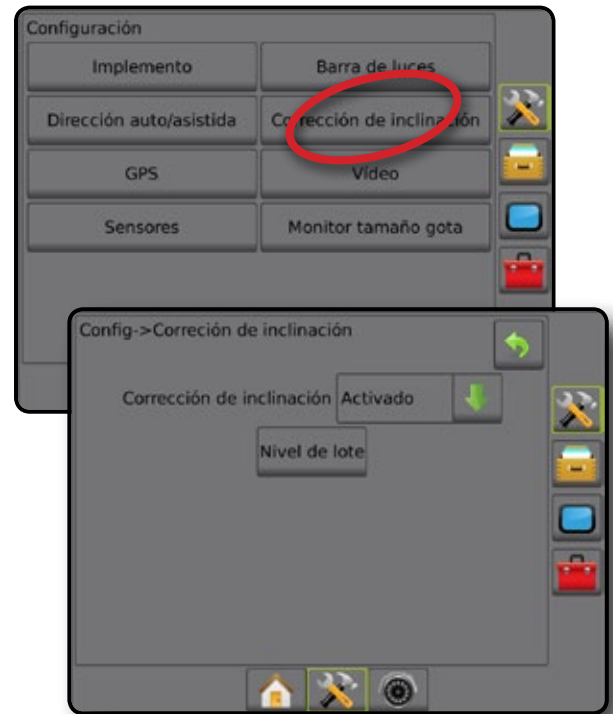 Configuración
Implemento
Barra de luces
Dirección auto/asistida
Corrección de inclinación
GPS
Vídeo
Sensores
Monitor tamaño gota
Config->Correción de inclinación
Corrección de inclinación Activado
Nivel de lote